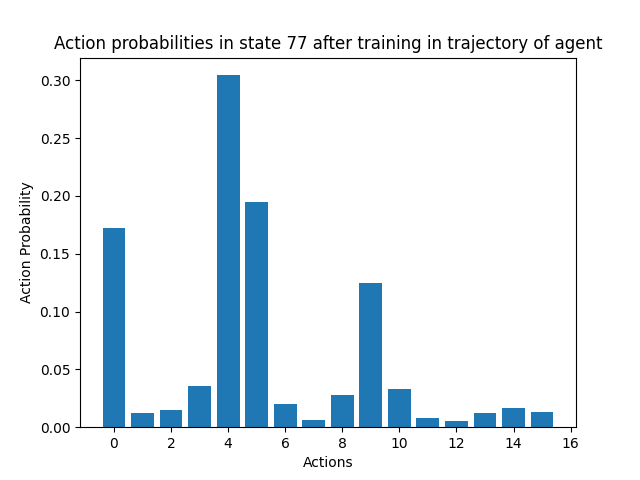 Action probabilities in state 77 after training in trajectory of agent
0.30
0.25
0.20
0.15
0.10
0.05
0.00
Action Probability
0 2 4 6 8 10 12 14 16
Actions